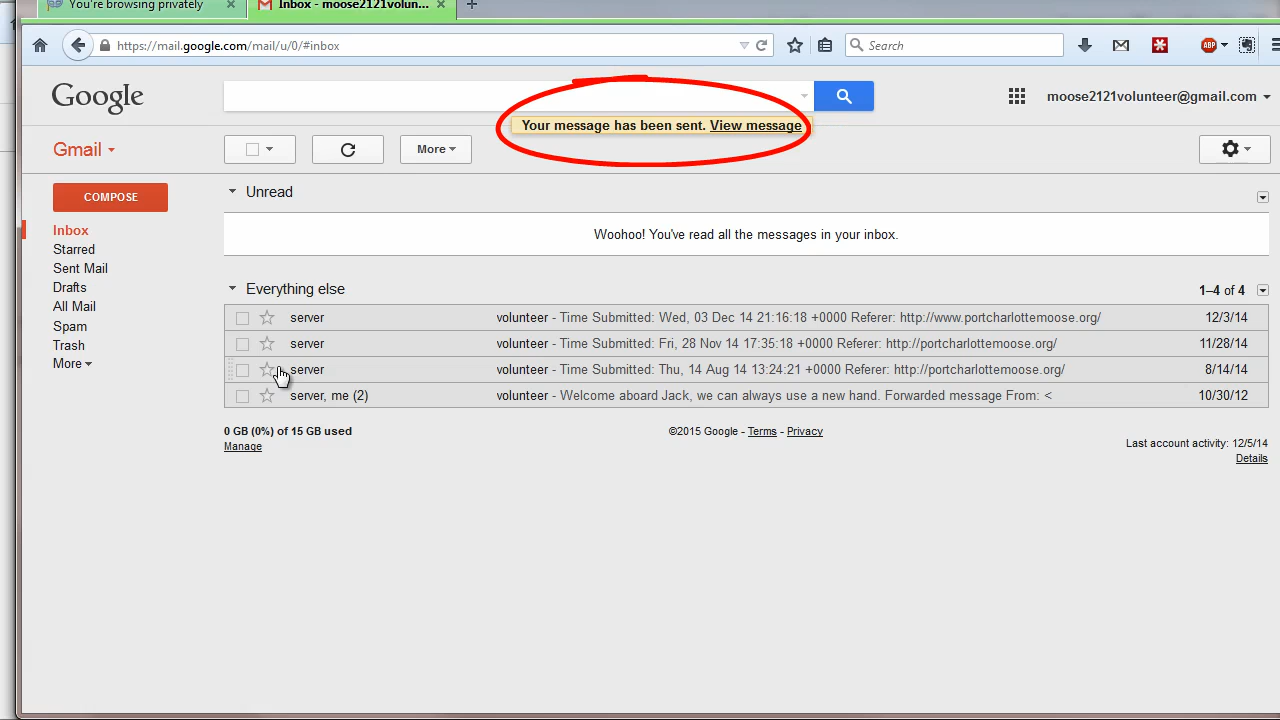 You're browsing privately
Inbox - moose2121volun...
https://mail.google.com/mail/u/0/#inbox
Search
ABP
Google
moose2121volunteer@gmail.com
Your message has been sent. View message
Gmail
More
COMPOSE
Unread
Woohoo! You've read all the messages in your inbox.
Inbox
Starred
Sent Mail
Drafts
All Mail
Spam
Trash
More
Everything else
1–4 of 4
server volunteer - Time Submitted: Wed, 03 Dec 14 21:16:18 +0000 Referer: http://www.portcharlottemoose.org/ 12/3/14
server volunteer - Time Submitted: Fri, 28 Nov 14 17:35:18 +0000 Referer: http://portcharlottemoose.org/ 11/28/14
server volunteer - Time Submitted: Thu, 14 Aug 14 13:24:21 +0000 Referer: http://portcharlottemoose.org/ 8/14/14
server, me (2) volunteer - Welcome aboard Jack, we can always use a new hand. Forwarded message From: < 10/30/12
0 GB (0%) of 15 GB used
Manage
©2015 Google - Terms - Privacy
Last account activity: 12/5/14
Details